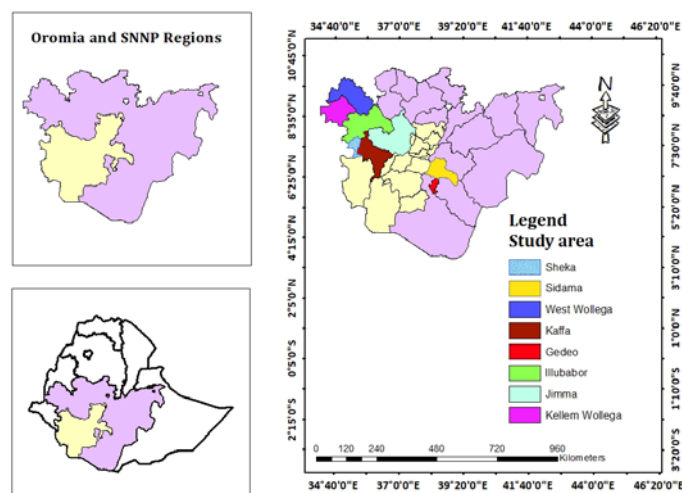 Oromia and SNNP Regions
34°40'0"E 37°0'0"E 39°20'0"E 41°40'0"E 44°0'0"E 46°20'0"E
10°45'0"N
8°35'0"N
6°25'0"N
4°15'0"N
2°5'0"N
0°5'0"S
2°15'0"S
9°40'0"N
7°30'0"N
5°20'0"N
3°10'0"N
1°0'0"N
1°10'0"S
3°20'0"S
N
Legend
Study area
Sheka
Sidama
West Wollega
Kaffa
Gedeo
Illubabor
Jimma
Kellem Wollega
0 120 240 480 720 960
Kilometers
34°40'0"E 37°0'0"E 39°20'0"E 41°40'0"E 44°0'0"E 46°20'0"E